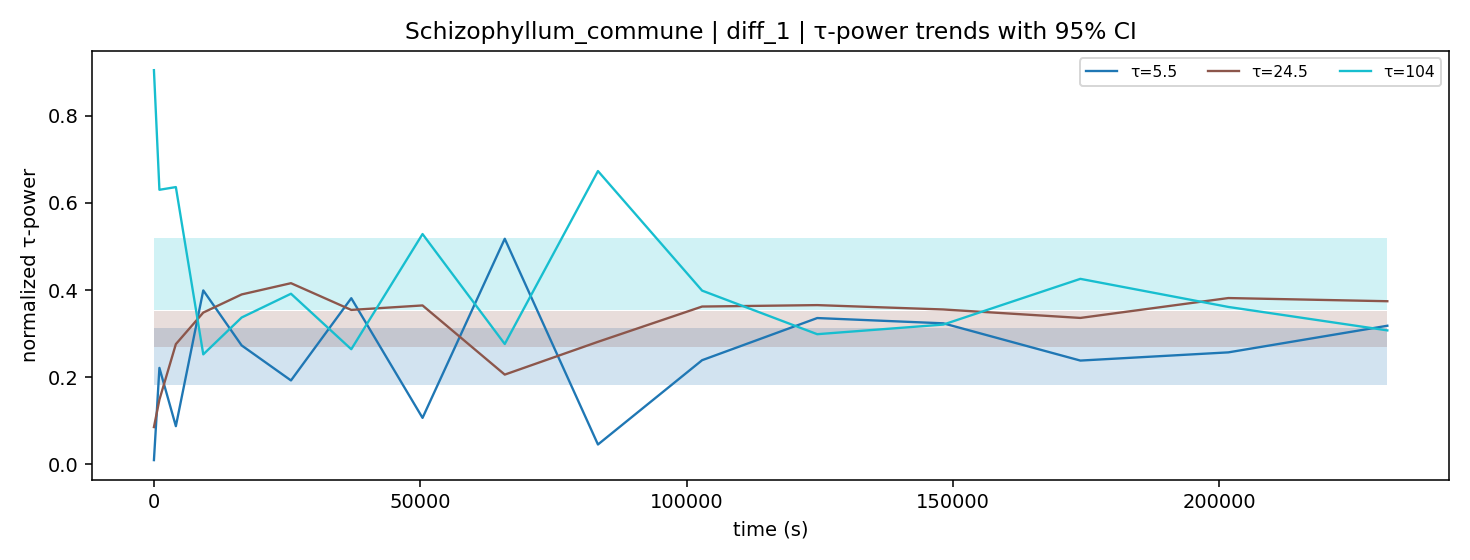 Schizophyllum_commune | diff_1 | τ-power trends with 95% CI
τ=5.5 τ=24.5 τ=104
normalized τ-power
0.8
0.6
0.4
0.2
0.0
0 50000 100000 150000 200000
time (s)